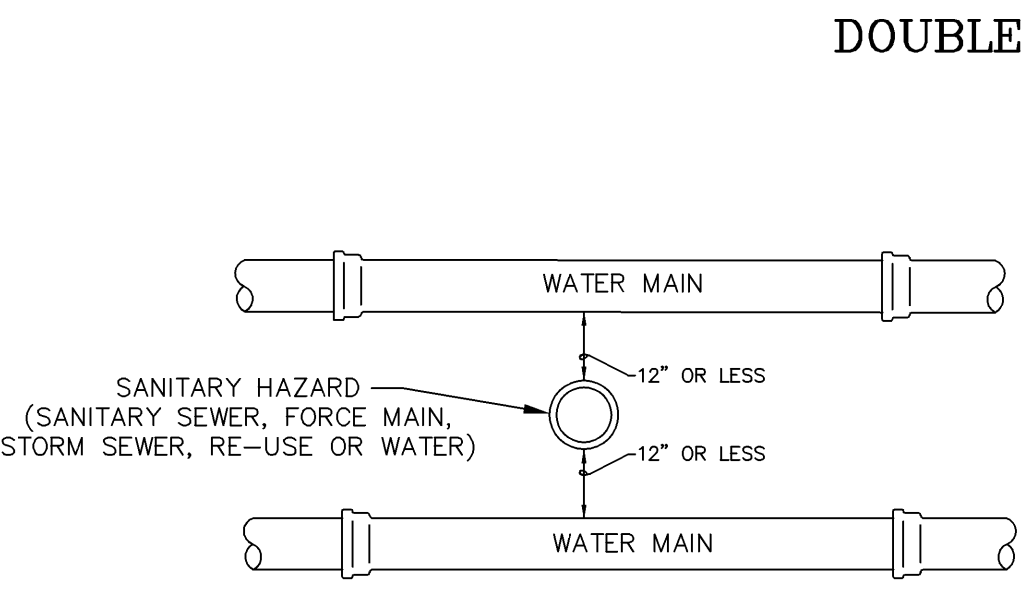 DOUBLE
WATER MAIN
12" OR LESS
SANITARY HAZARD
(SANITARY SEWER, FORCE MAIN,
STORM SEWER, RE-USE OR WATER)
12" OR LESS
WATER MAIN